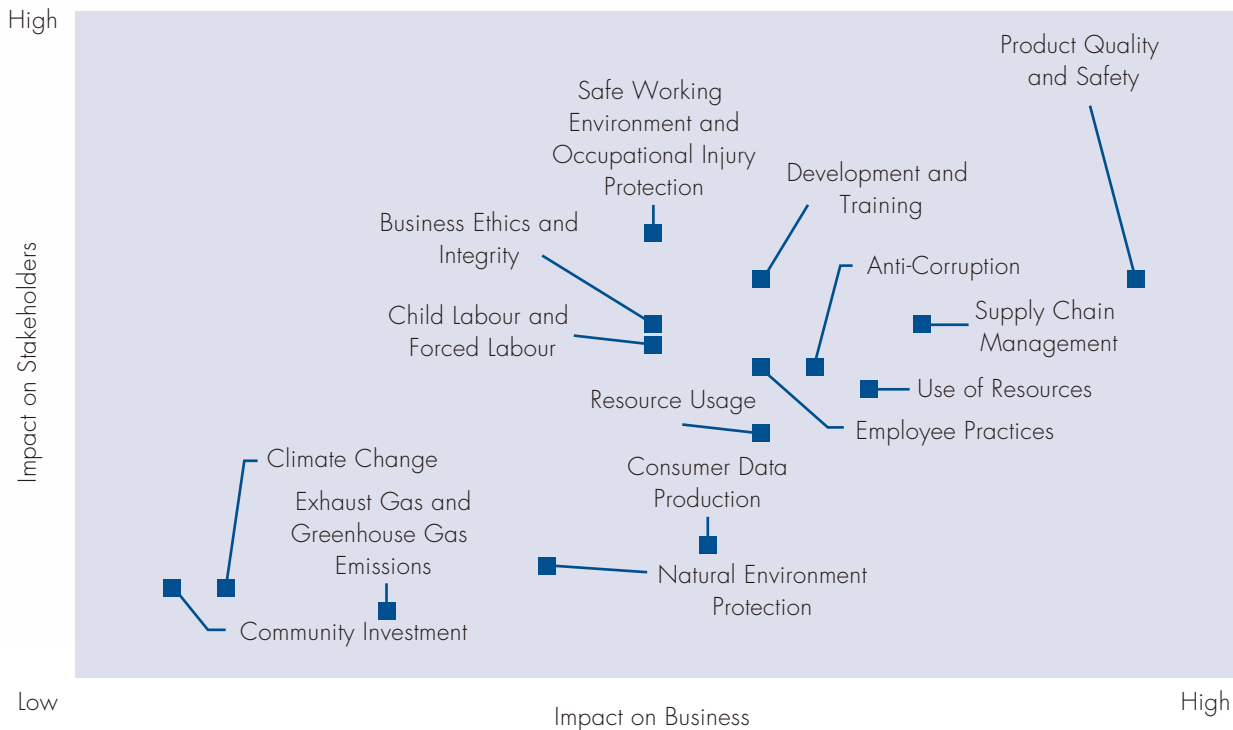 High
Product Quality
and Safety
Safe Working
Environment and
Occupational Injury
Protection
Development and
Training
Business Ethics and
Integrity
Anti-Corruption
Child Labour and
Forced Labour
Supply Chain
Management
Use of Resources
Resource Usage
Employee Practices
Climate Change
Consumer Data
Production
Exhaust Gas and
Greenhouse Gas
Emissions
Natural Environment
Protection
Community Investment
Impact on Stakeholders
Low
High
Impact on Business